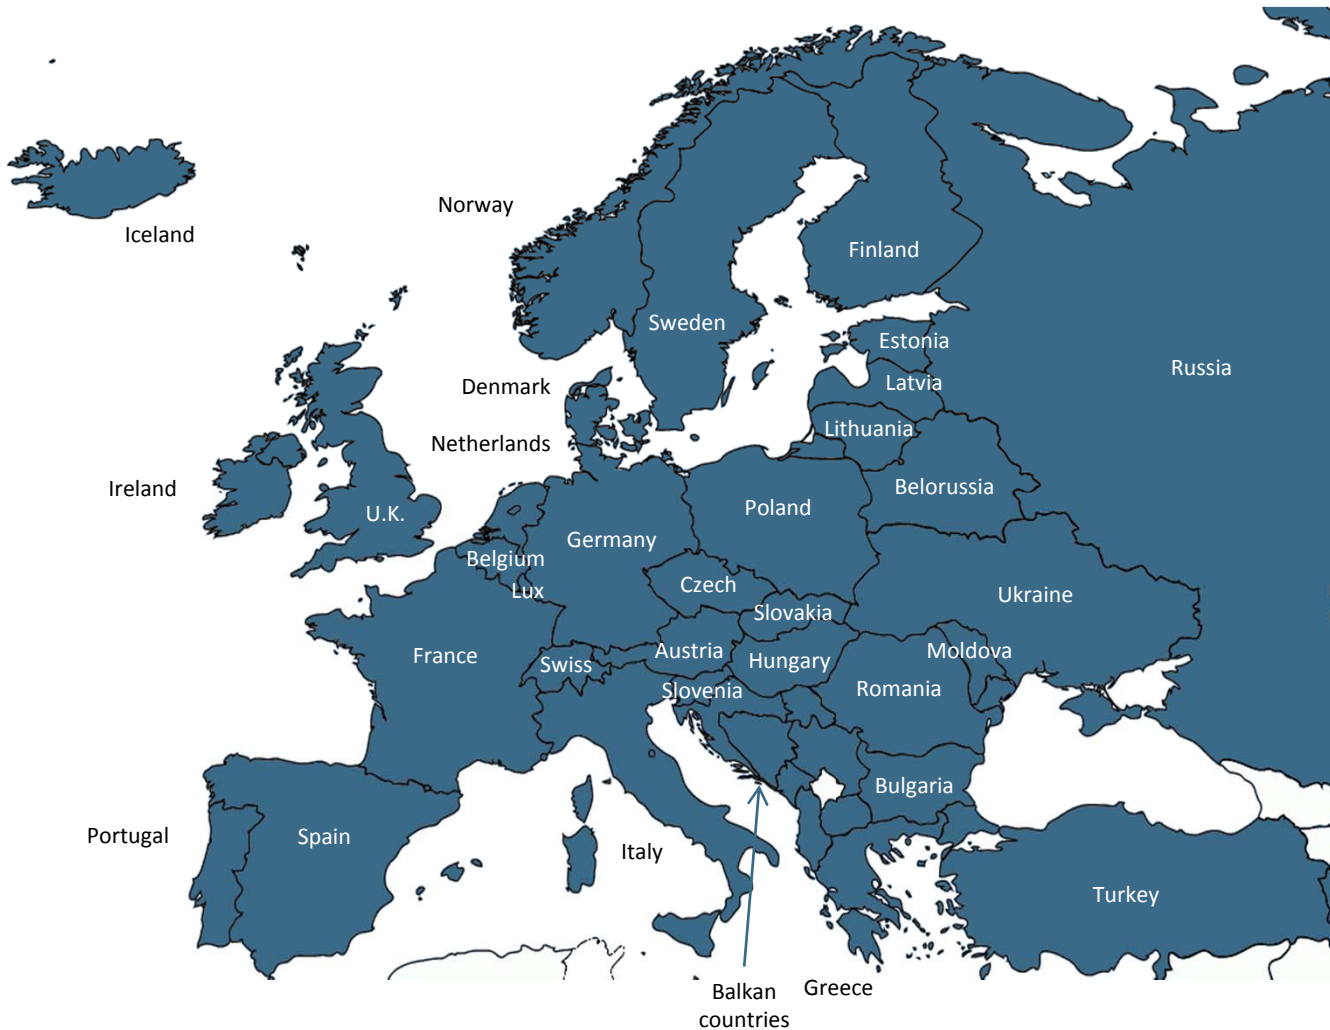 Norway
Iceland
Finland
Sweden
Estonia
Russia
Latvia
Denmark
Lithuania
Netherlands
Ireland
Belorussia
Poland
U.K.
Germany
Belgium
Czech
Lux
Ukraine
Slovakia
Moldova
Austria
France
Hungary
Swiss
Romania
Slovenia
Bulgaria
Portugal
Spain
Italy
Turkey
Greece
Balkan
countries